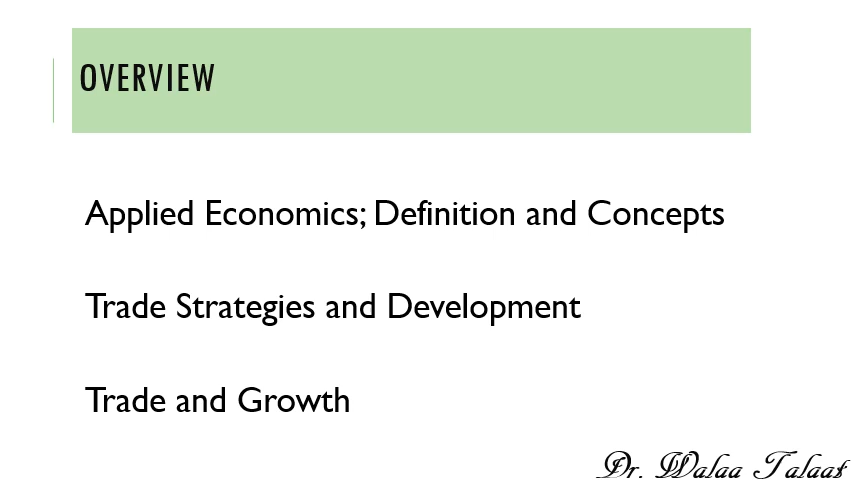 OVERVIEW
Applied Economics; Definition and Concepts
Trade Strategies and Development
Trade and Growth
Dr. Walaa Talaat